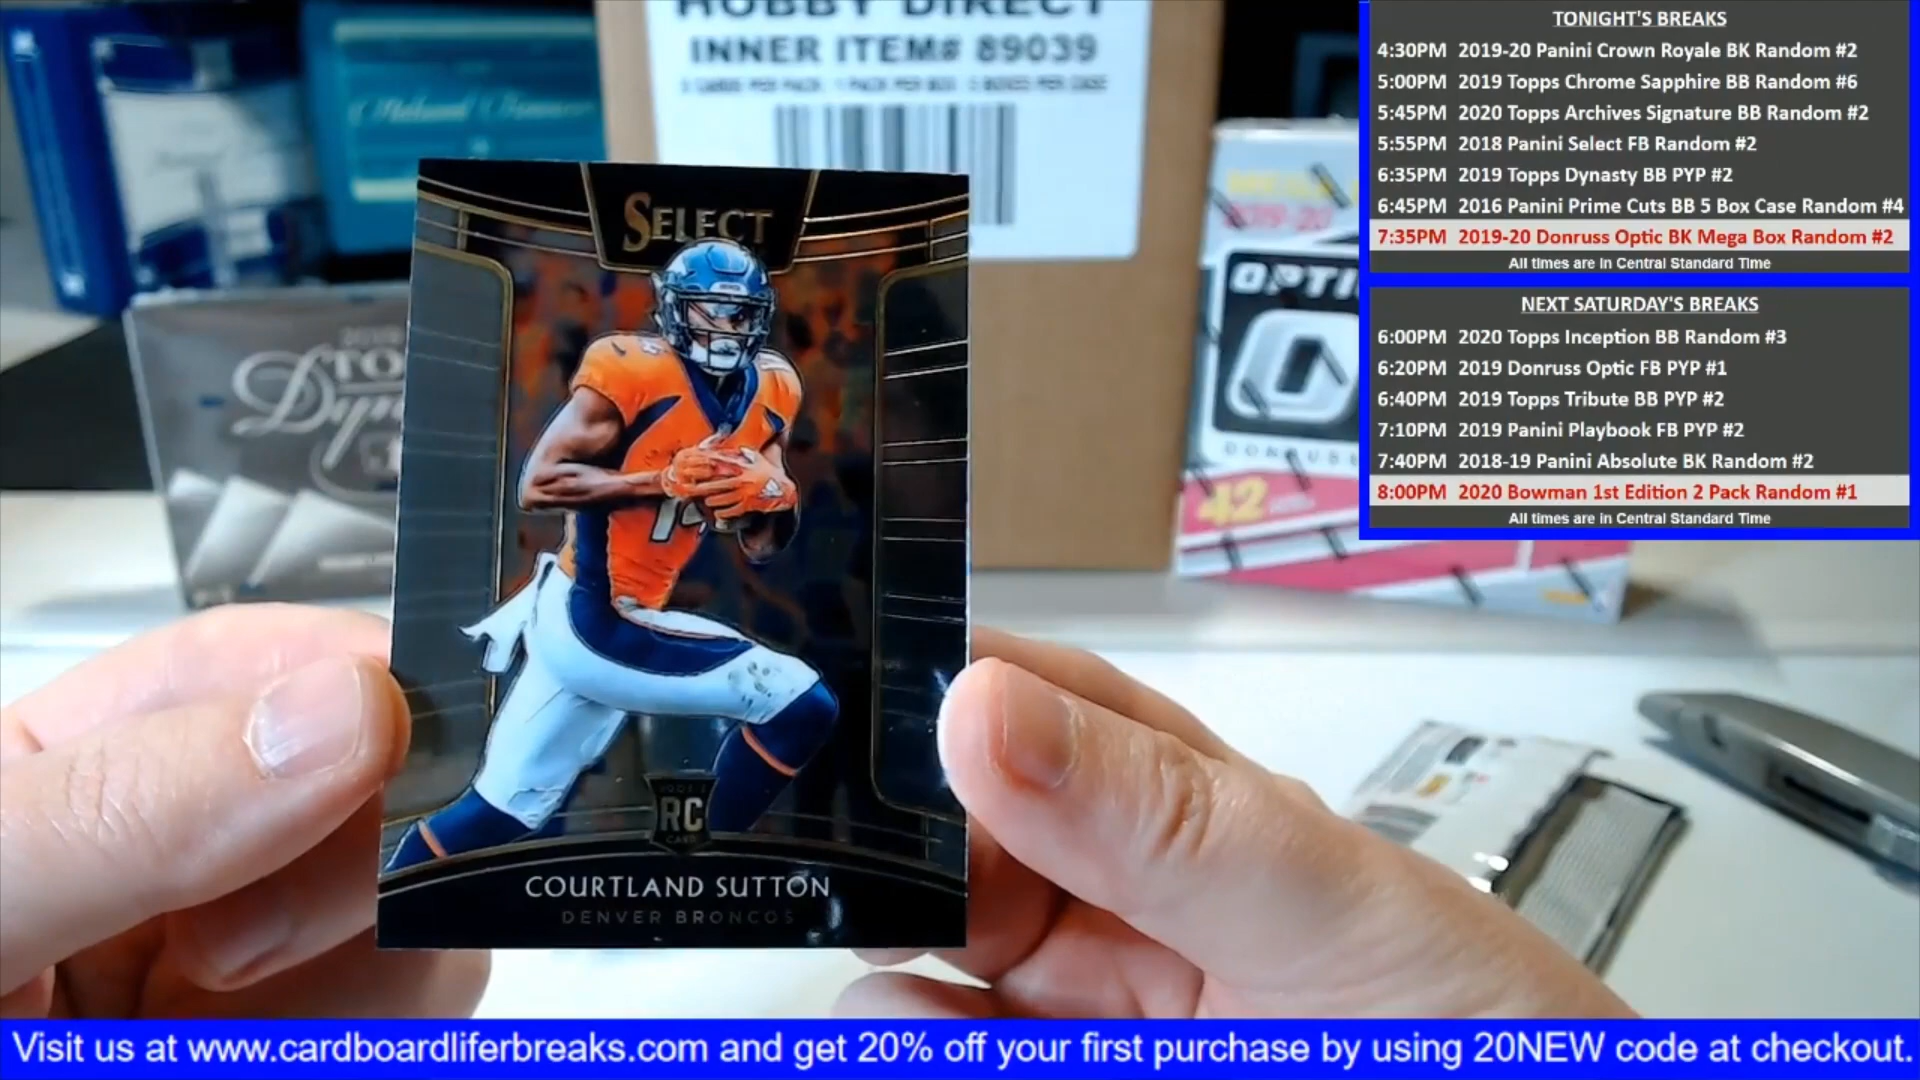 HOBBY DIRECT
INNER ITEM# 89039
SELECT
RC
COURTLAND SUTTON
DENVER BRONCOS
OPTI
42
TONIGHT'S BREAKS
4:30PM 2019-20 Panini Crown Royale BK Random #2
5:00PM 2019 Topps Chrome Sapphire BB Random #6
5:45PM 2020 Topps Archives Signature BB Random #2
5:55PM 2018 Panini Select FB Random #2
6:35PM 2019 Topps Dynasty BB PYP #2
6:45PM 2016 Panini Prime Cuts BB 5 Box Case Random #4
7:35PM 2019-20 Donruss Optic BK Mega Box Random #2
All times are in Central Standard Time
NEXT SATURDAY'S BREAKS
6:00PM 2020 Topps Inception BB Random #3
6:20PM 2019 Donruss Optic FB PYP #1
6:40PM 2019 Topps Tribute BB PYP #2
7:10PM 2019 Panini Playbook FB PYP #2
7:40PM 2018-19 Panini Absolute BK Random #2
8:00PM 2020 Bowman 1st Edition 2 Pack Random #1
All times are in Central Standard Time
Visit us at www.cardboardliferbreaks.com and get 20% off your first purchase by using 20NEW code at checkout.